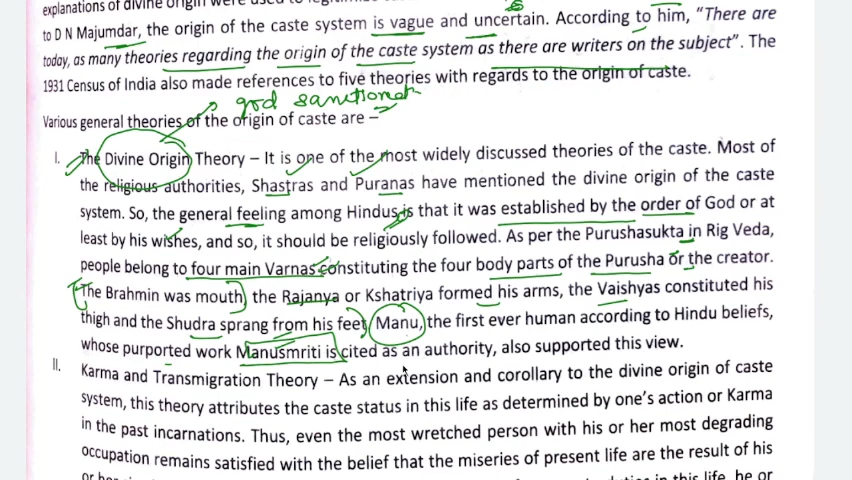 explanations of divine origin were used to
to D N Majumdar, the origin of the caste system is vague and uncertain. According to him, "There are
today, as many theories regarding the origin of the caste system as there are writers on the subject". The
1931 Census of India also made references to five theories with regards to the origin of caste.
god sanctioned
Various general theories of the origin of caste are –
I. The Divine Origin Theory – It is one of the most widely discussed theories of the caste. Most of
the religious authorities, Shastras and Puranas have mentioned the divine origin of the caste
system. So, the general feeling among Hindus is that it was established by the order of God or at
least by his wishes, and so, it should be religiously followed. As per the Purushasukta in Rig Veda,
people belong to four main Varnas constituting the four body parts of the Purusha or the creator.
The Brahmin was mouth, the Rajanya or Kshatriya formed his arms, the Vaishyas constituted his
thigh and the Shudra sprang from his feet. Manu, the first ever human according to Hindu beliefs,
whose purported work Manusmriti is cited as an authority, also supported this view.
II. Karma and Transmigration Theory – As an extension and corollary to the divine origin of caste
system, this theory attributes the caste status in this life as determined by one's action or Karma
in the past incarnations. Thus, even the most wretched person with his or her most degrading
occupation remains satisfied with the belief that the miseries of present life are the result of his
in this life, he or